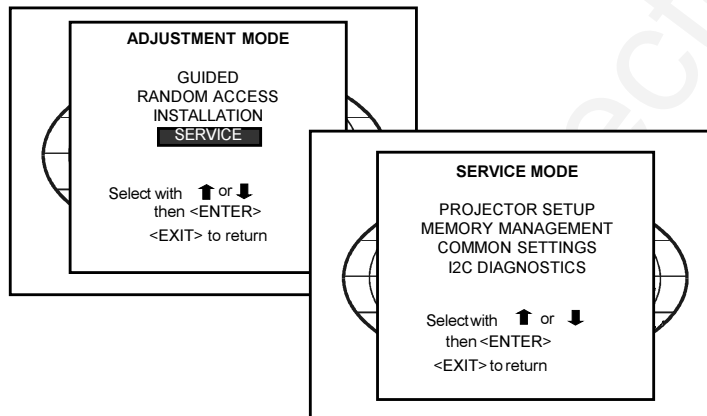 ADJUSTMENT MODE
GUIDED
RANDOM ACCESS
INSTALLATION
SERVICE
Select with ⬆ or ⬇
then <ENTER>
<EXIT> to return
SERVICE MODE
PROJECTOR SETUP
MEMORY MANAGEMENT
COMMON SETTINGS
I2C DIAGNOSTICS
Select with ⬆ or ⬇
then <ENTER>
<EXIT> to return